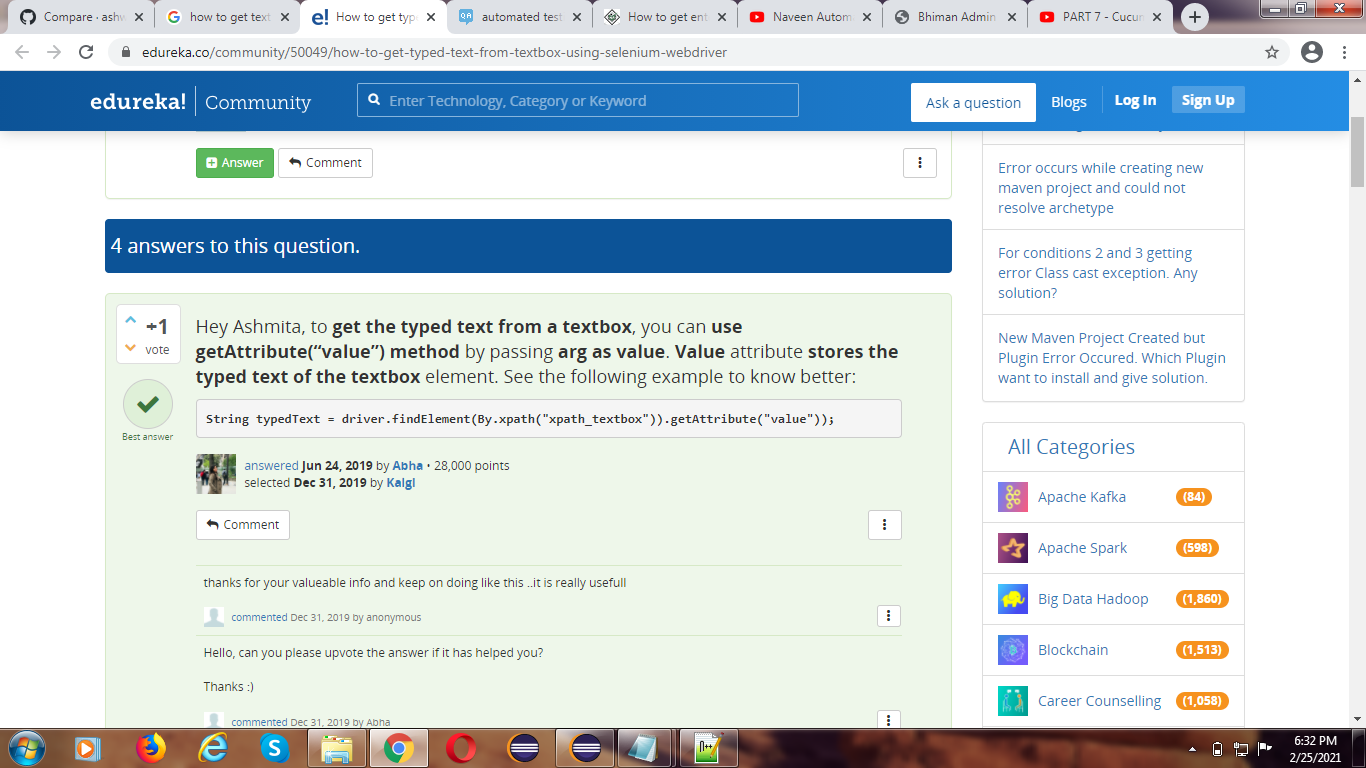 Compare · ashw
how to get text
How to get typ
automated test
How to get ent
Naveen Autom
Bhiman Admin
PART 7 - Cucum
edureka.co/community/50049/how-to-get-typed-text-from-textbox-using-selenium-webdriver
edureka! Community
Enter Technology, Category or Keyword
Ask a question
Blogs
Log In
Sign Up
Answer
Comment
4 answers to this question.
+1
vote
Best answer
Hey Ashmita, to get the typed text from a textbox, you can use
getAttribute(“value”) method by passing arg as value. Value attribute stores the
typed text of the textbox element. See the following example to know better:
String typedText = driver.findElement(By.xpath("xpath_textbox")).getAttribute("value"));
answered Jun 24, 2019 by Abha • 28,000 points
selected Dec 31, 2019 by Kalgi
Comment
thanks for your valueable info and keep on doing like this ..it is really usefull
commented Dec 31, 2019 by anonymous
Hello, can you please upvote the answer if it has helped you?
Thanks :)
commented Dec 31, 2019 by Abha
Error occurs while creating new
maven project and could not
resolve archetype
For conditions 2 and 3 getting
error Class cast exception. Any
solution?
New Maven Project Created but
Plugin Error Occured. Which Plugin
want to install and give solution.
All Categories
Apache Kafka (84)
Apache Spark (598)
Big Data Hadoop (1,860)
Blockchain (1,513)
Career Counselling (1,058)
6:32 PM
2/25/2021